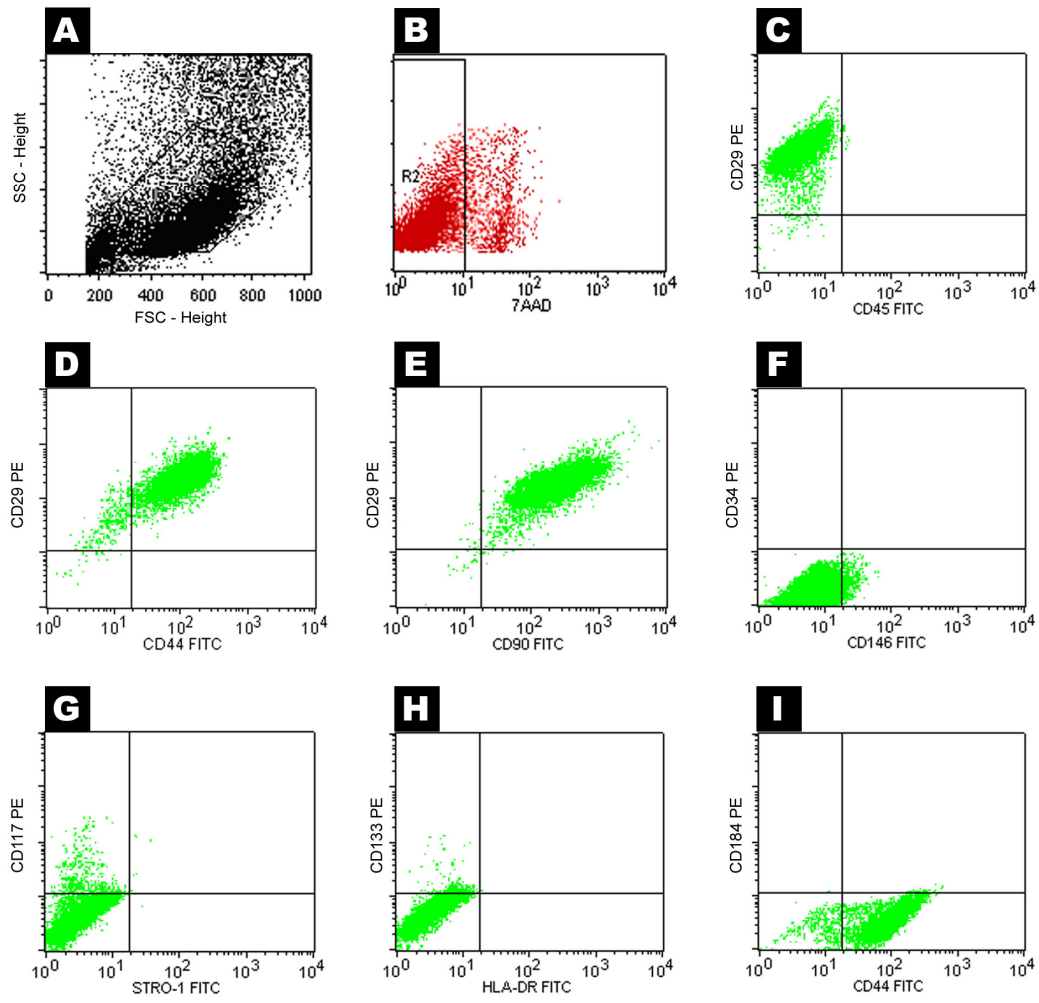 A
SSC - Height
0 200 400 600 800 1000
FSC - Height
B
R2
10^0 10^1 10^2 10^3 10^4
7AAD
C
CD29 PE
10^0 10^1 10^2 10^3 10^4
CD45 FITC
D
CD29 PE
10^0 10^1 10^2 10^3 10^4
CD44 FITC
E
CD29 PE
10^0 10^1 10^2 10^3 10^4
CD90 FITC
F
CD34 PE
10^0 10^1 10^2 10^3 10^4
CD146 FITC
G
CD117 PE
10^0 10^1 10^2 10^3 10^4
STRO-1 FITC
H
CD133 PE
10^0 10^1 10^2 10^3 10^4
HLA-DR FITC
I
CD184 PE
10^0 10^1 10^2 10^3 10^4
CD44 FITC